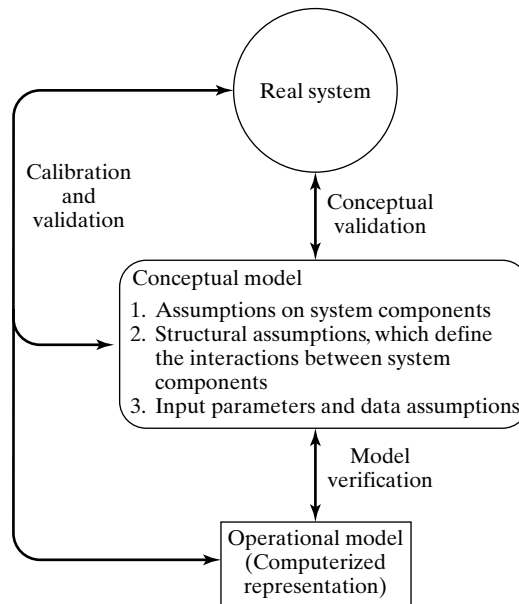 Real system
Calibration
and
validation
Conceptual
validation
Conceptual model
1. Assumptions on system components
2. Structural assumptions, which define
the interactions between system
components
3. Input parameters and data assumptions
Model
verification
Operational model
(Computerized
representation)